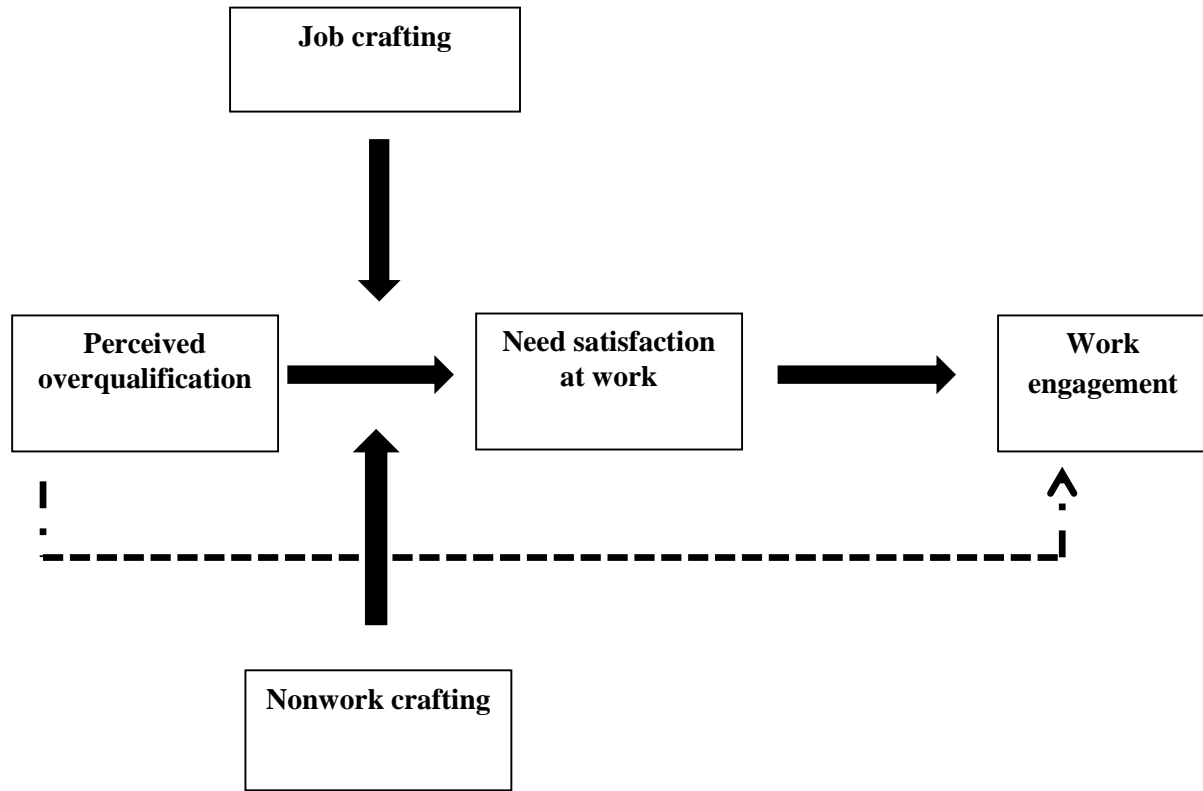 Job crafting
Perceived
overqualification
Need satisfaction
at work
Work
engagement
Nonwork crafting